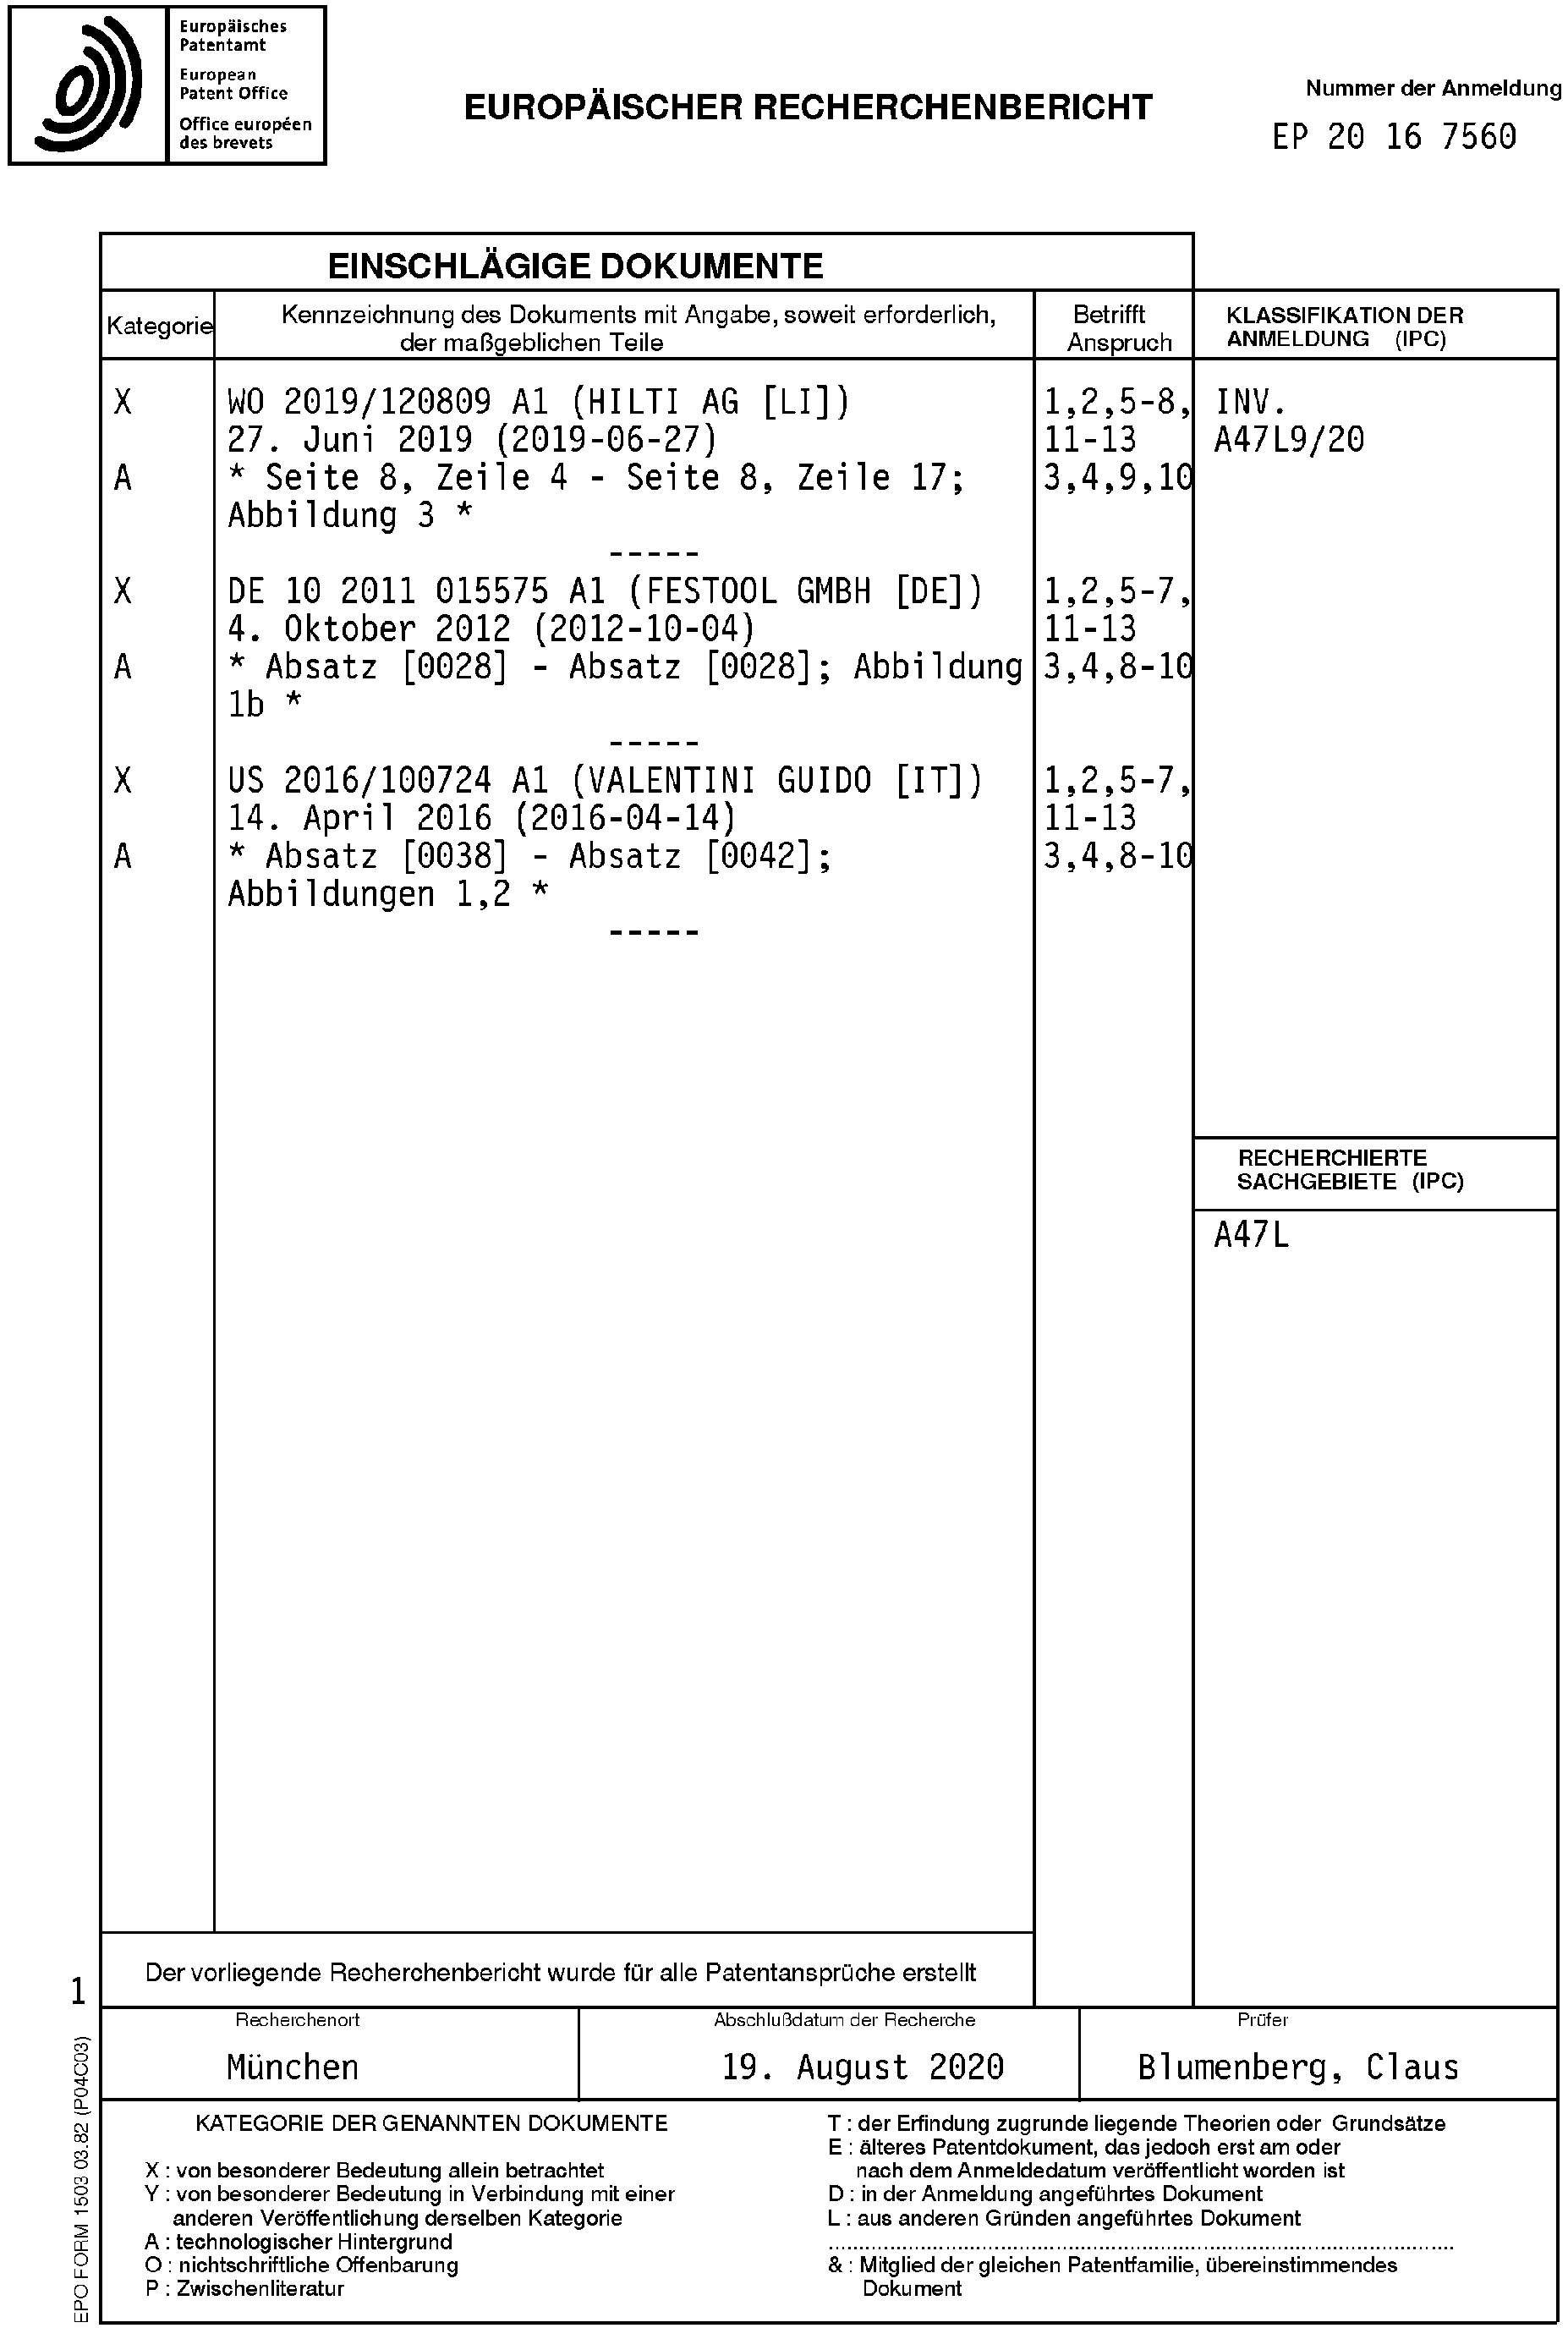 Europäisches
Patentamt
European
Patent Office
Office européen
des brevets
EUROPÄISCHER RECHERCHENBERICHT
Nummer der Anmeldung
EP 20 16 7560
EINSCHLÄGIGE DOKUMENTE
Kategorie
Kennzeichnung des Dokuments mit Angabe, soweit erforderlich,
der maßgeblichen Teile
Betrifft
Anspruch
KLASSIFIKATION DER
ANMELDUNG (IPC)
X WO 2019/120809 A1 (HILTI AG [LI]) 1,2,5-8, INV.
27. Juni 2019 (2019-06-27) 11-13 A47L9/20
A * Seite 8, Zeile 4 - Seite 8, Zeile 17; 3,4,9,10
Abbildung 3 *
-----
X DE 10 2011 015575 A1 (FESTOOL GMBH [DE]) 1,2,5-7,
4. Oktober 2012 (2012-10-04) 11-13
A * Absatz [0028] - Absatz [0028]; Abbildung 3,4,8-10
1b *
-----
X US 2016/100724 A1 (VALENTINI GUIDO [IT]) 1,2,5-7,
14. April 2016 (2016-04-14) 11-13
A * Absatz [0038] - Absatz [0042]; 3,4,8-10
Abbildungen 1,2 *
-----
RECHERCHIERTE
SACHGEBIETE (IPC)
A47L
Der vorliegende Recherchenbericht wurde für alle Patentansprüche erstellt
1
Recherchenort
München
Abschlußdatum der Recherche
19. August 2020
Prüfer
Blumenberg, Claus
KATEGORIE DER GENANNTEN DOKUMENTE
X : von besonderer Bedeutung allein betrachtet
Y : von besonderer Bedeutung in Verbindung mit einer
anderen Veröffentlichung derselben Kategorie
A : technologischer Hintergrund
O : nichtschriftliche Offenbarung
P : Zwischenliteratur
T : der Erfindung zugrunde liegende Theorien oder Grundsätze
E : älteres Patentdokument, das jedoch erst am oder
nach dem Anmeldedatum veröffentlicht worden ist
D : in der Anmeldung angeführtes Dokument
L : aus anderen Gründen angeführtes Dokument
& : Mitglied der gleichen Patentfamilie, übereinstimmendes
Dokument
EPO FORM 1503 03.82 (P04C03)